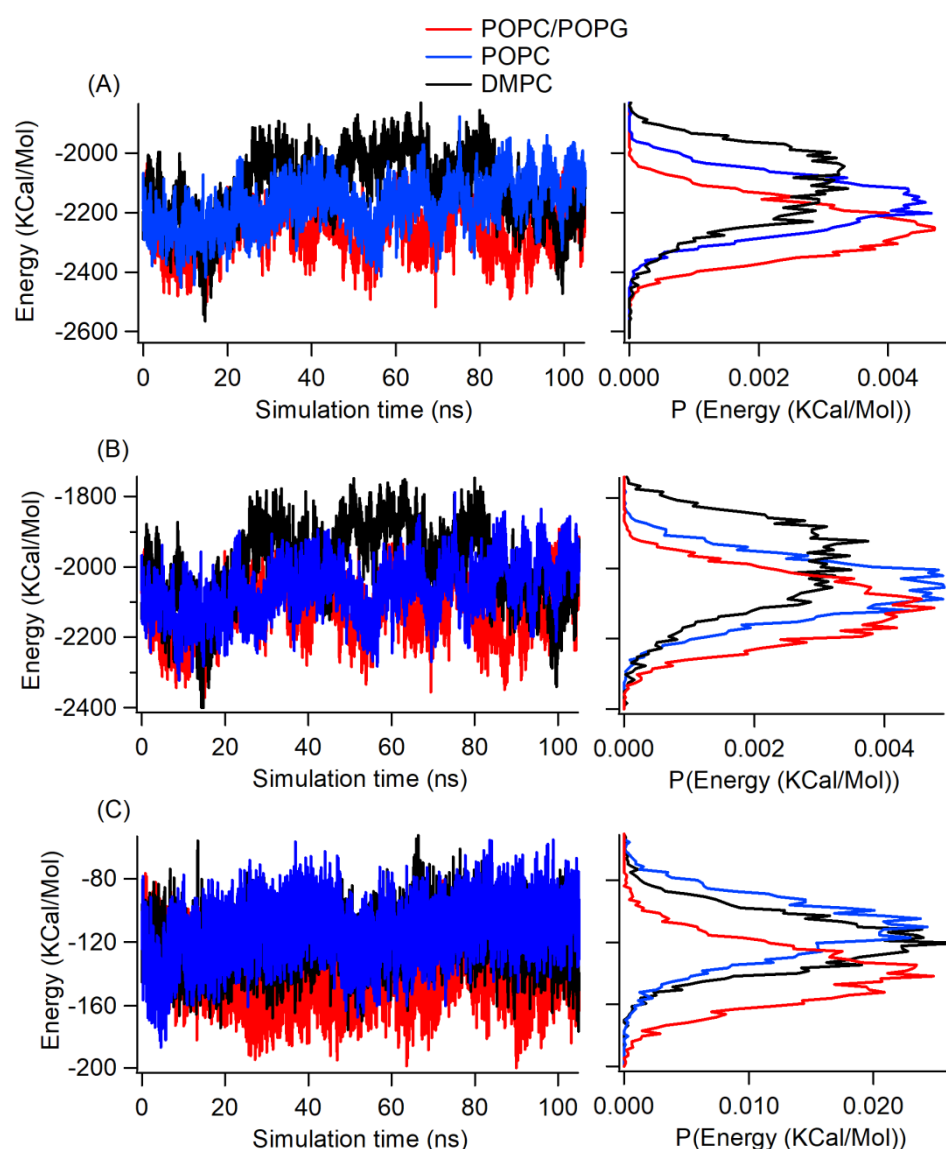 POPC/POPG
POPC
DMPC
(A)
Energy (KCal/Mol)
-2000
-2200
-2400
-2600
0 20 40 60 80 100
Simulation time (ns)
0.000 0.002 0.004
P (Energy (KCal/Mol))
(B)
Energy (KCal/Mol)
-1800
-2000
-2200
-2400
0 20 40 60 80 100
Simulation time (ns)
0.000 0.002 0.004
P(Energy (KCal/Mol))
(C)
Energy (KCal/Mol)
-80
-120
-160
-200
0 20 40 60 80 100
Simulation time (ns)
0.000 0.010 0.020
P(Energy (KCal/Mol))